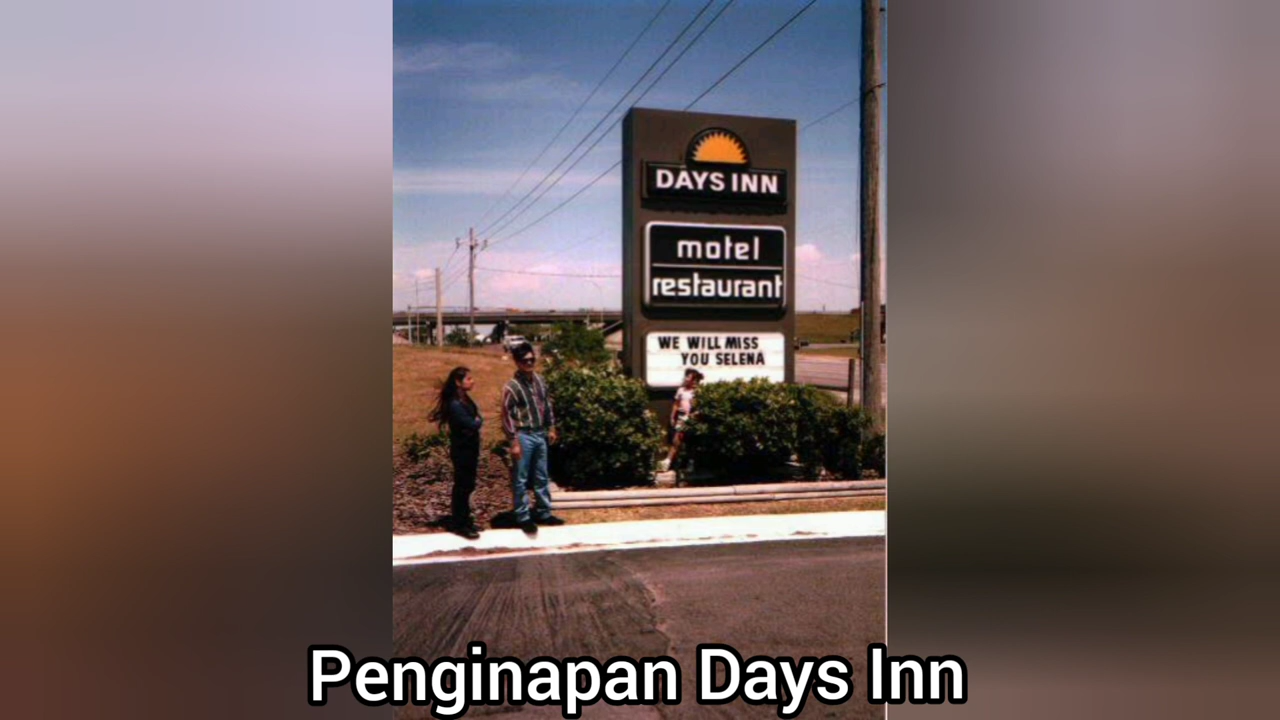 DAYS INN
motel
restaurant
WE WILL MISS
YOU SELENA
Penginapan Days Inn